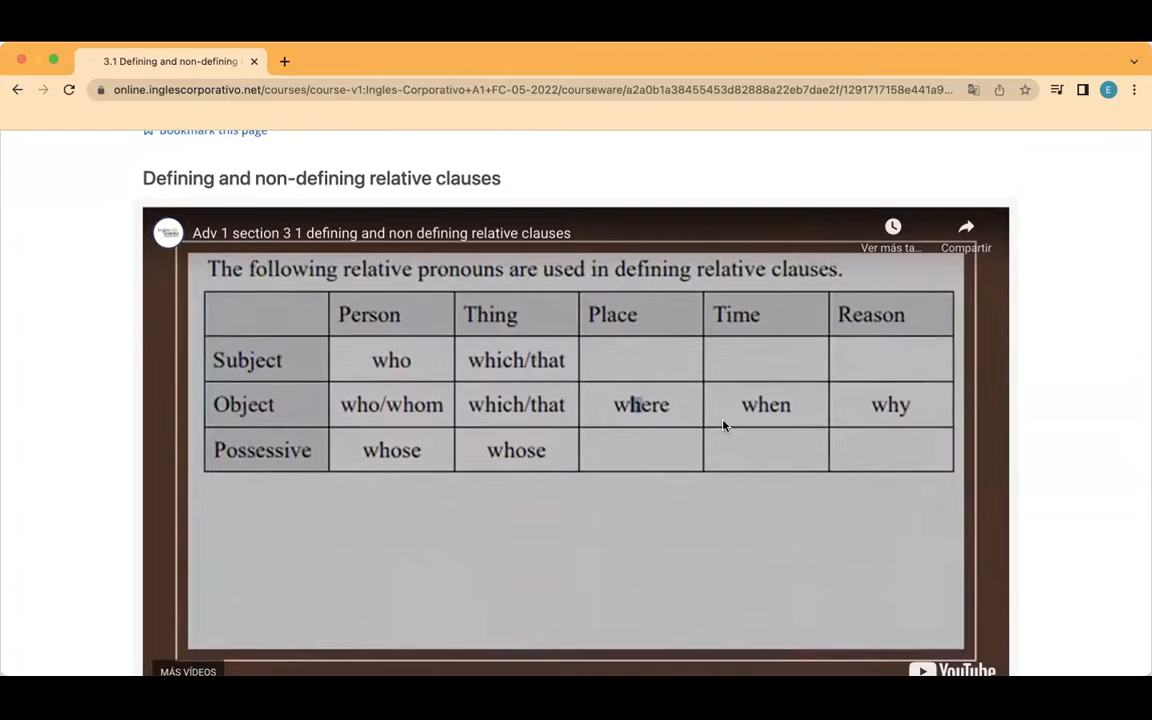 3.1 Defining and non-defining
online.inglescorporativo.net/courses/course-v1:Ingles-Corporativo+A1+FC-05-2022/courseware/a2a0b1a38455453d82888a22eb7dae2f/1291717158e441a9...
E
Bookmark this page
Defining and non-defining relative clauses
Adv 1 section 3 1 defining and non defining relative clauses
Ver más ta...
Compartir
The following relative pronouns are used in defining relative clauses.
Person Thing Place Time Reason
Subject who which/that
Object who/whom which/that where when why
Possessive whose whose
MÁS VÍDEOS
YouTube